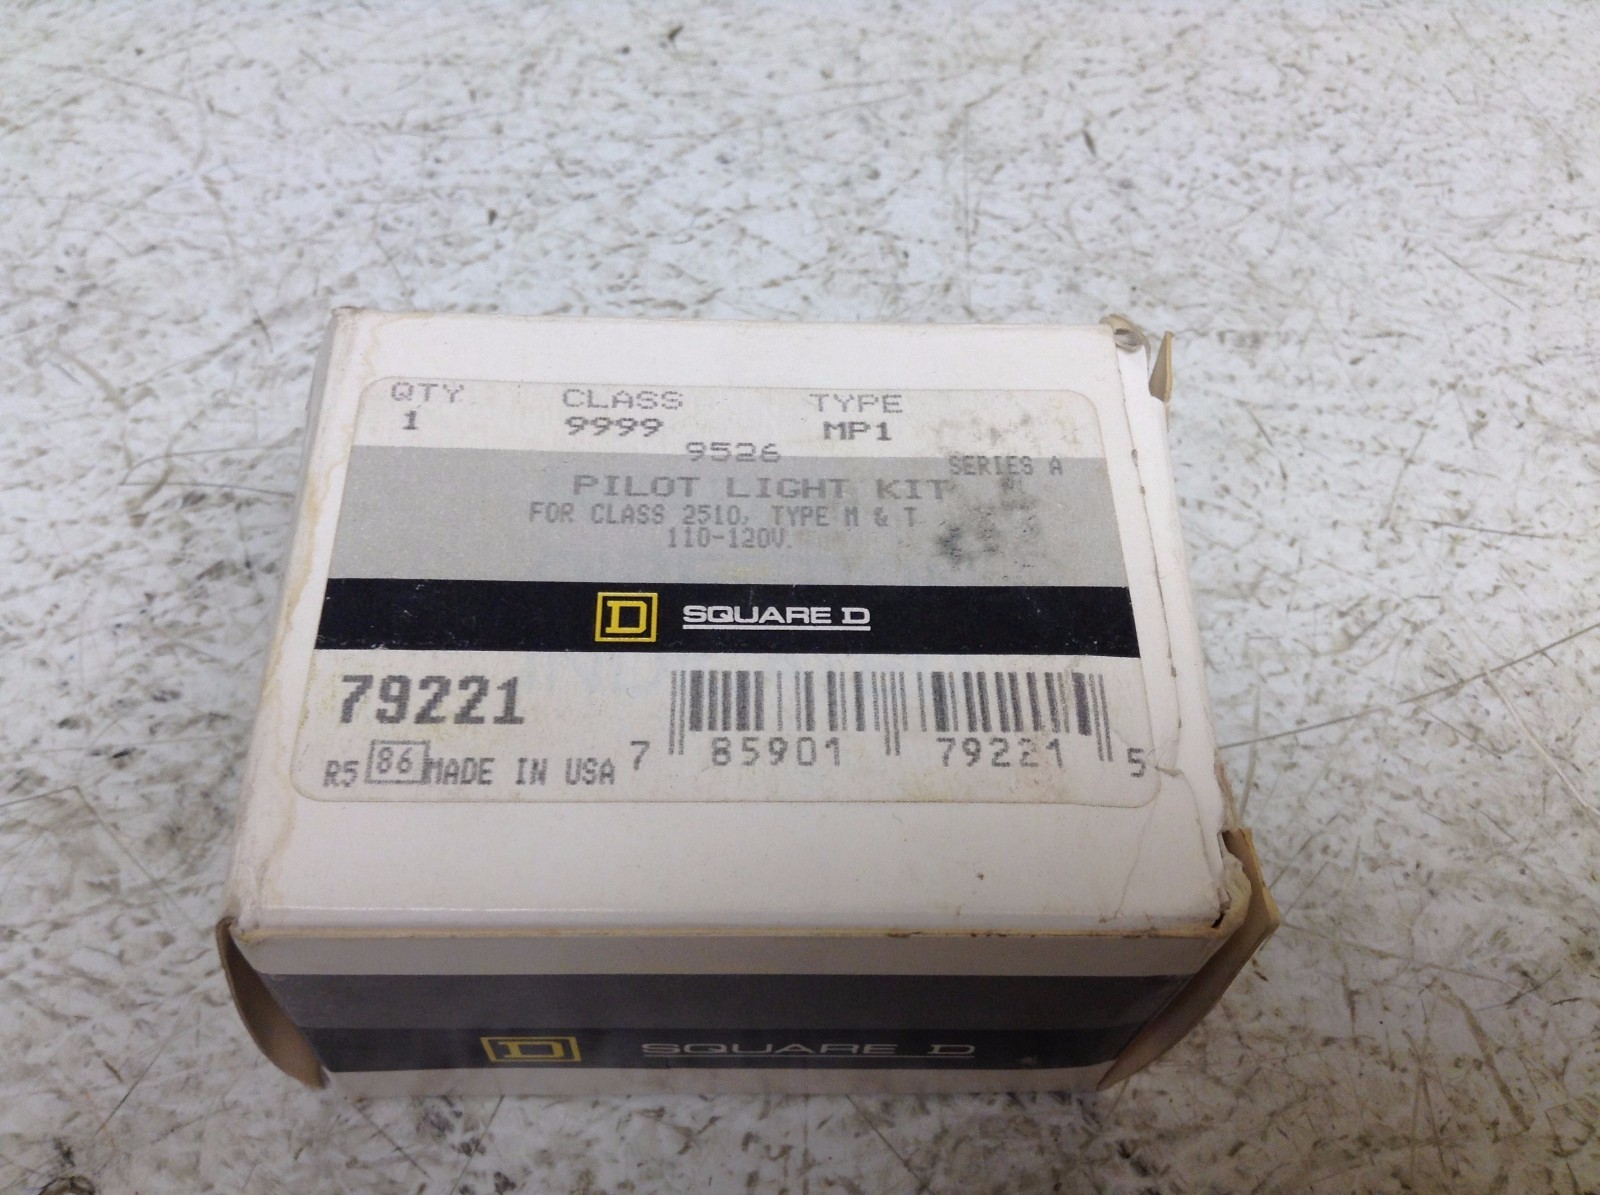 QTY CLASS TYPE
1 9999 MP1
9526
SERIES A
PILOT LIGHT KIT
FOR CLASS 2510, TYPE M & T
110-120V.
D SQUARE D
79221
R5 86 MADE IN USA
7 85901 79221 5
D SQUARE D